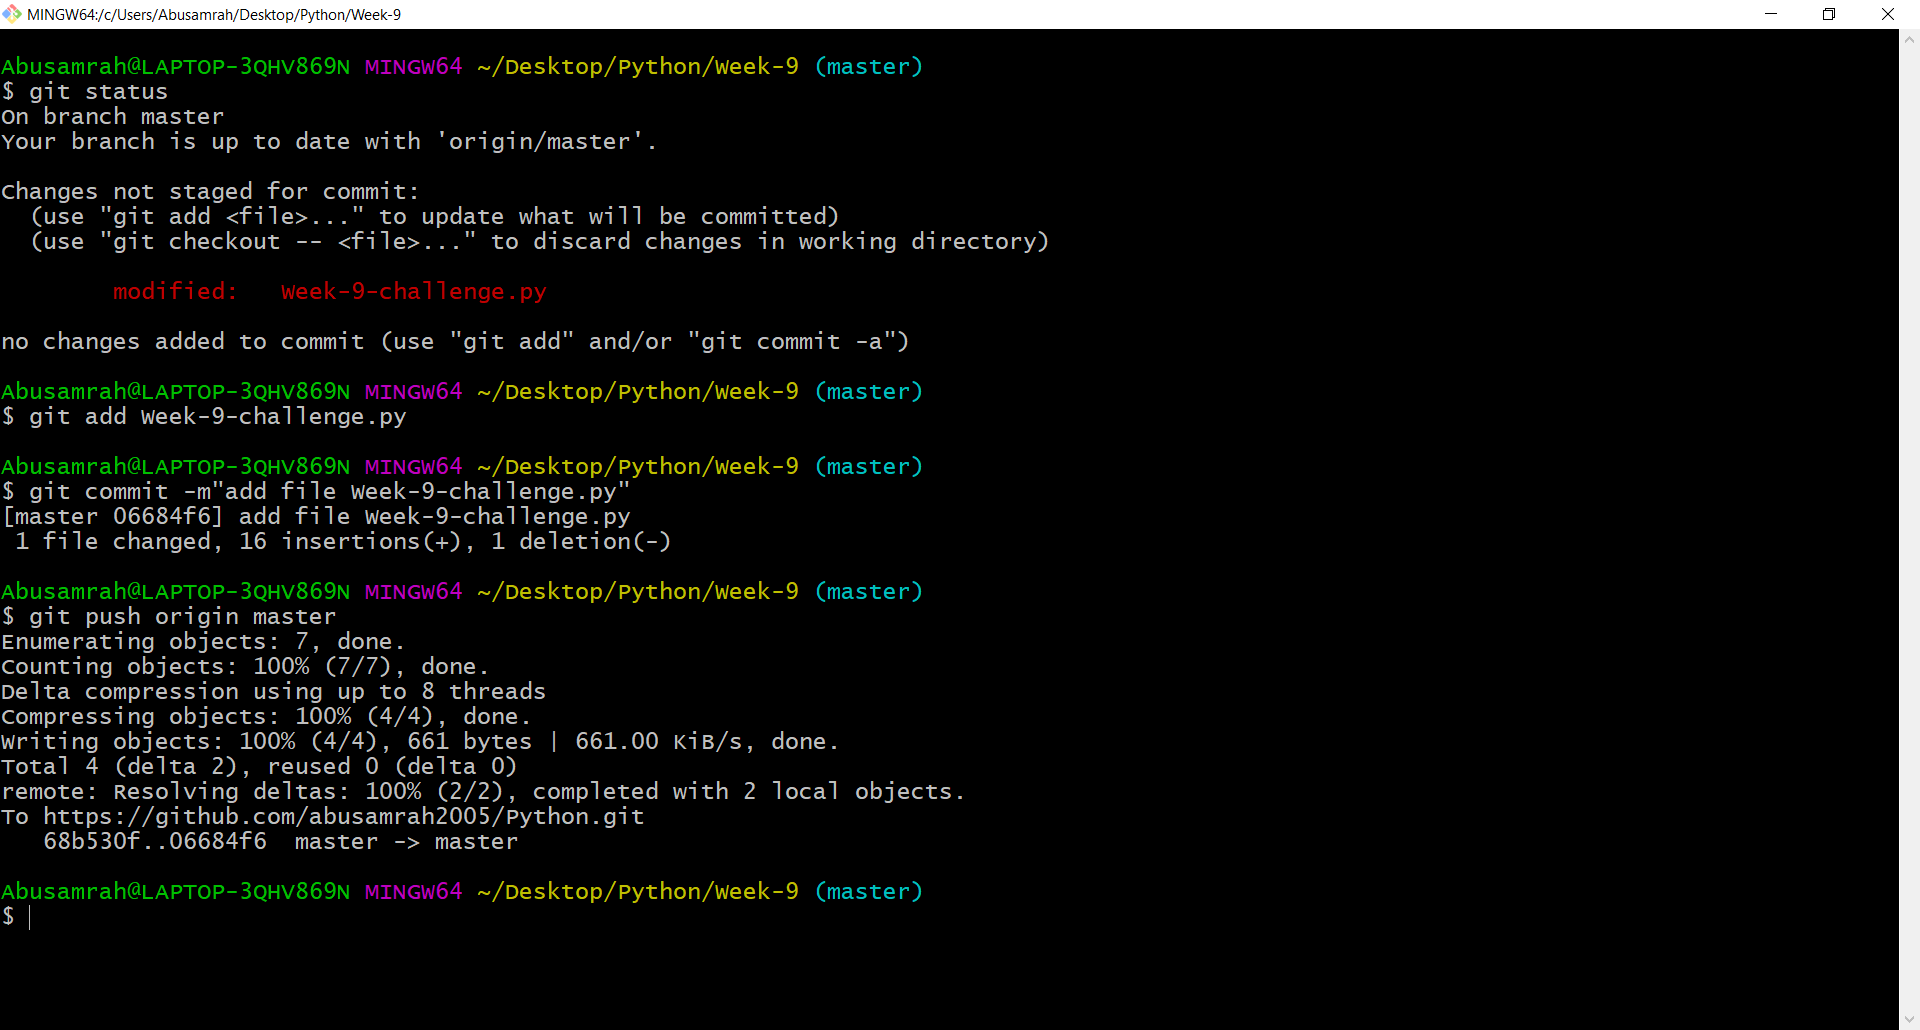 MINGW64:/c/Users/Abusamrah/Desktop/Python/Week-9
Abusamrah@LAPTOP-3QHV869N MINGW64 ~/Desktop/Python/Week-9 (master)
$ git status
On branch master
Your branch is up to date with 'origin/master'.
Changes not staged for commit:
  (use "git add <file>..." to update what will be committed)
  (use "git checkout -- <file>..." to discard changes in working directory)
        modified:   Week-9-challenge.py
no changes added to commit (use "git add" and/or "git commit -a")
Abusamrah@LAPTOP-3QHV869N MINGW64 ~/Desktop/Python/Week-9 (master)
$ git add Week-9-challenge.py
Abusamrah@LAPTOP-3QHV869N MINGW64 ~/Desktop/Python/Week-9 (master)
$ git commit -m"add file Week-9-challenge.py"
[master 06684f6] add file Week-9-challenge.py
 1 file changed, 16 insertions(+), 1 deletion(-)
Abusamrah@LAPTOP-3QHV869N MINGW64 ~/Desktop/Python/Week-9 (master)
$ git push origin master
Enumerating objects: 7, done.
Counting objects: 100% (7/7), done.
Delta compression using up to 8 threads
Compressing objects: 100% (4/4), done.
Writing objects: 100% (4/4), 661 bytes | 661.00 KiB/s, done.
Total 4 (delta 2), reused 0 (delta 0)
remote: Resolving deltas: 100% (2/2), completed with 2 local objects.
To https://github.com/abusamrah2005/Python.git
   68b530f..06684f6  master -> master
Abusamrah@LAPTOP-3QHV869N MINGW64 ~/Desktop/Python/Week-9 (master)
$